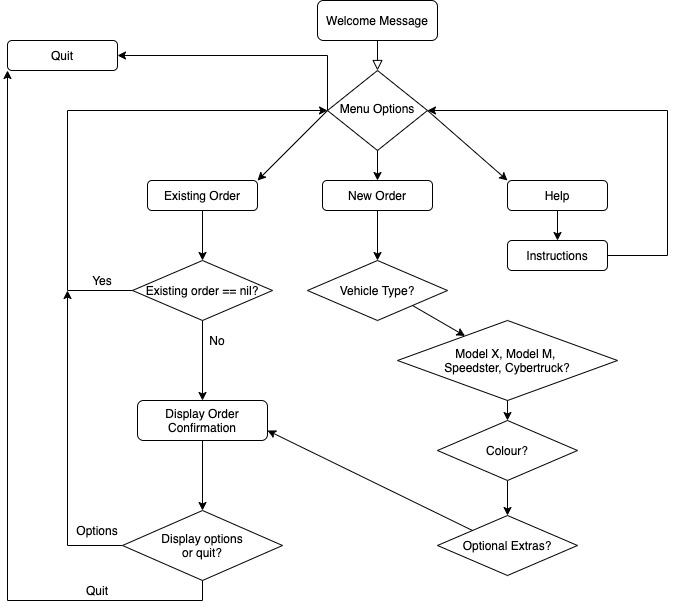 Welcome Message
Quit
Menu Options
Existing Order
New Order
Help
Instructions
Yes
Existing order == nil?
Vehicle Type?
No
Model X, Model M,
Speedster, Cybertruck?
Display Order
Confirmation
Colour?
Options
Display options
or quit?
Optional Extras?
Quit